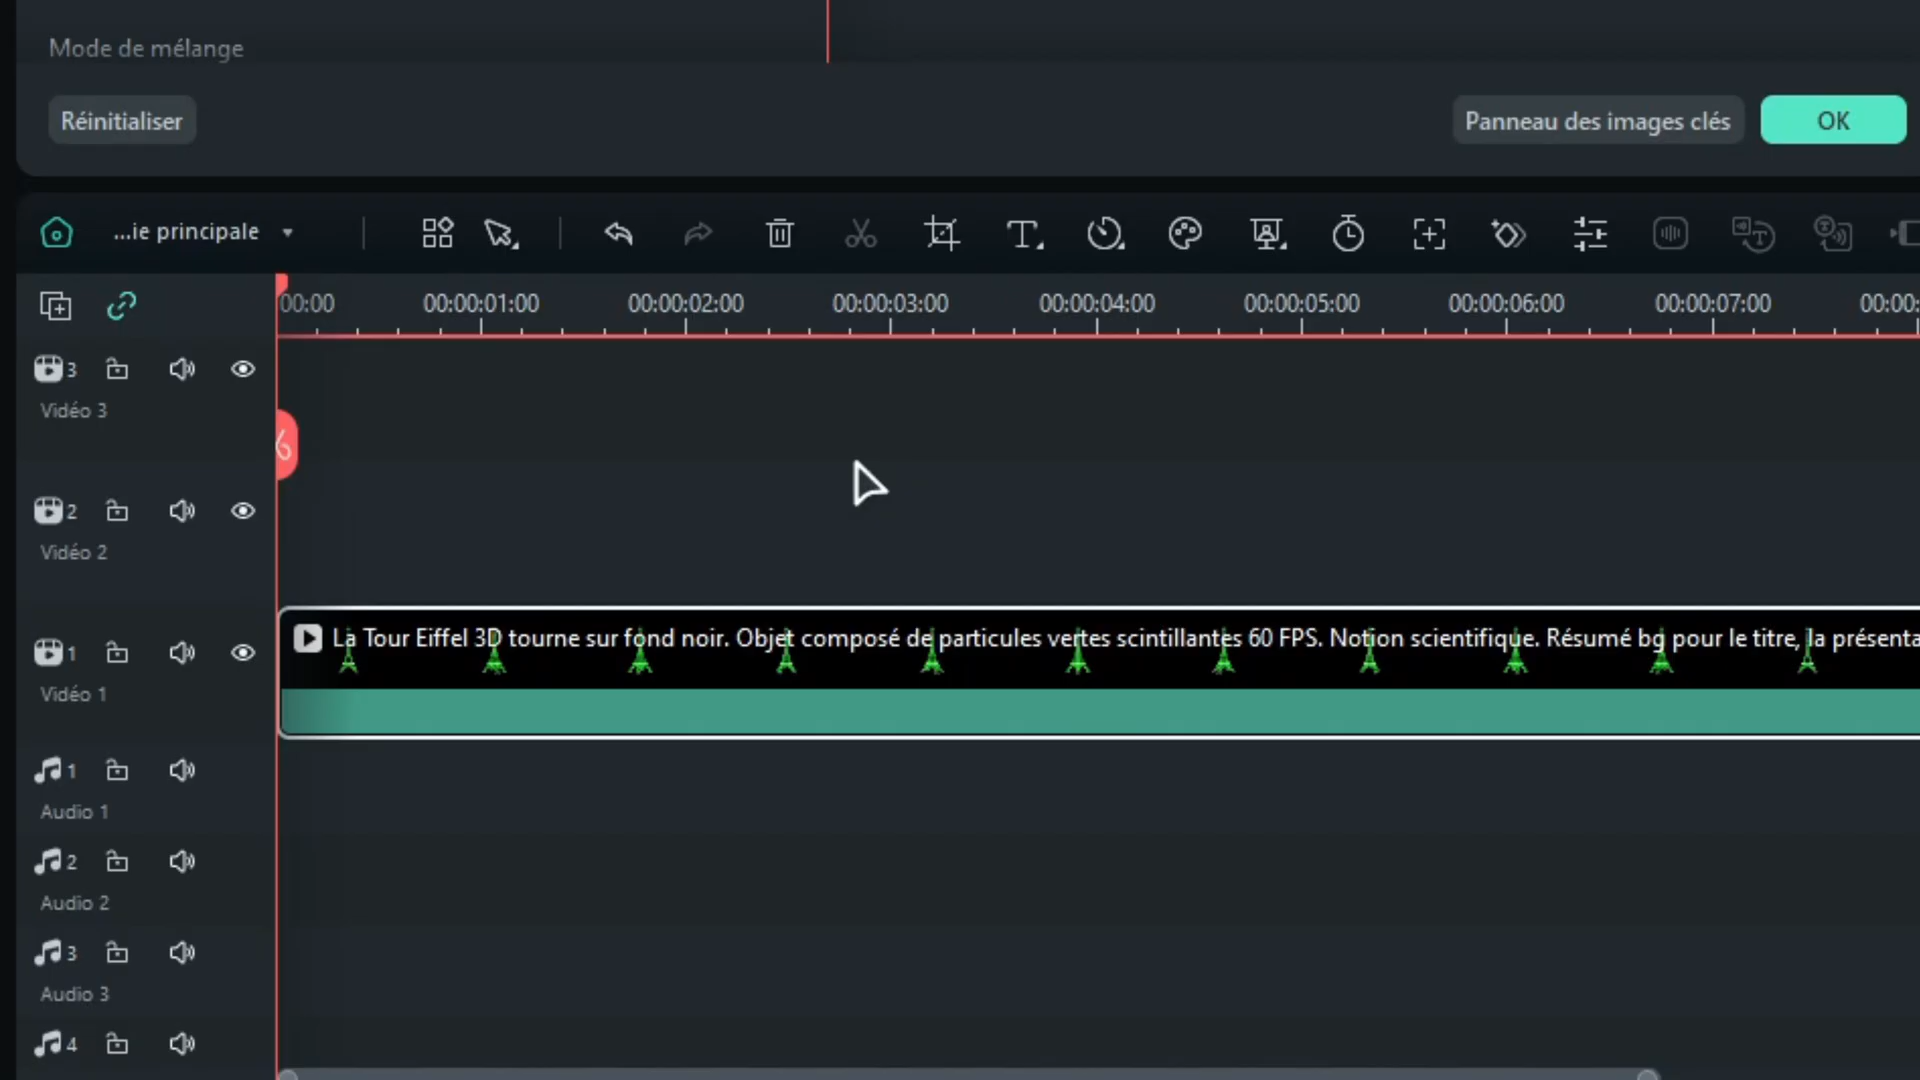 Mode de mélange
Réinitialiser
Panneau des images clés
OK
...ie principale
00:00
00:00:01:00
00:00:02:00
00:00:03:00
00:00:04:00
00:00:05:00
00:00:06:00
00:00:07:00
00:00:
3
Vidéo 3
2
Vidéo 2
1
Vidéo 1
La Tour Eiffel 3D tourne sur fond noir. Objet composé de particules vertes scintillantes 60 FPS. Notion scientifique. Résumé bg pour le titre, la présenta
1
Audio 1
2
Audio 2
3
Audio 3
4